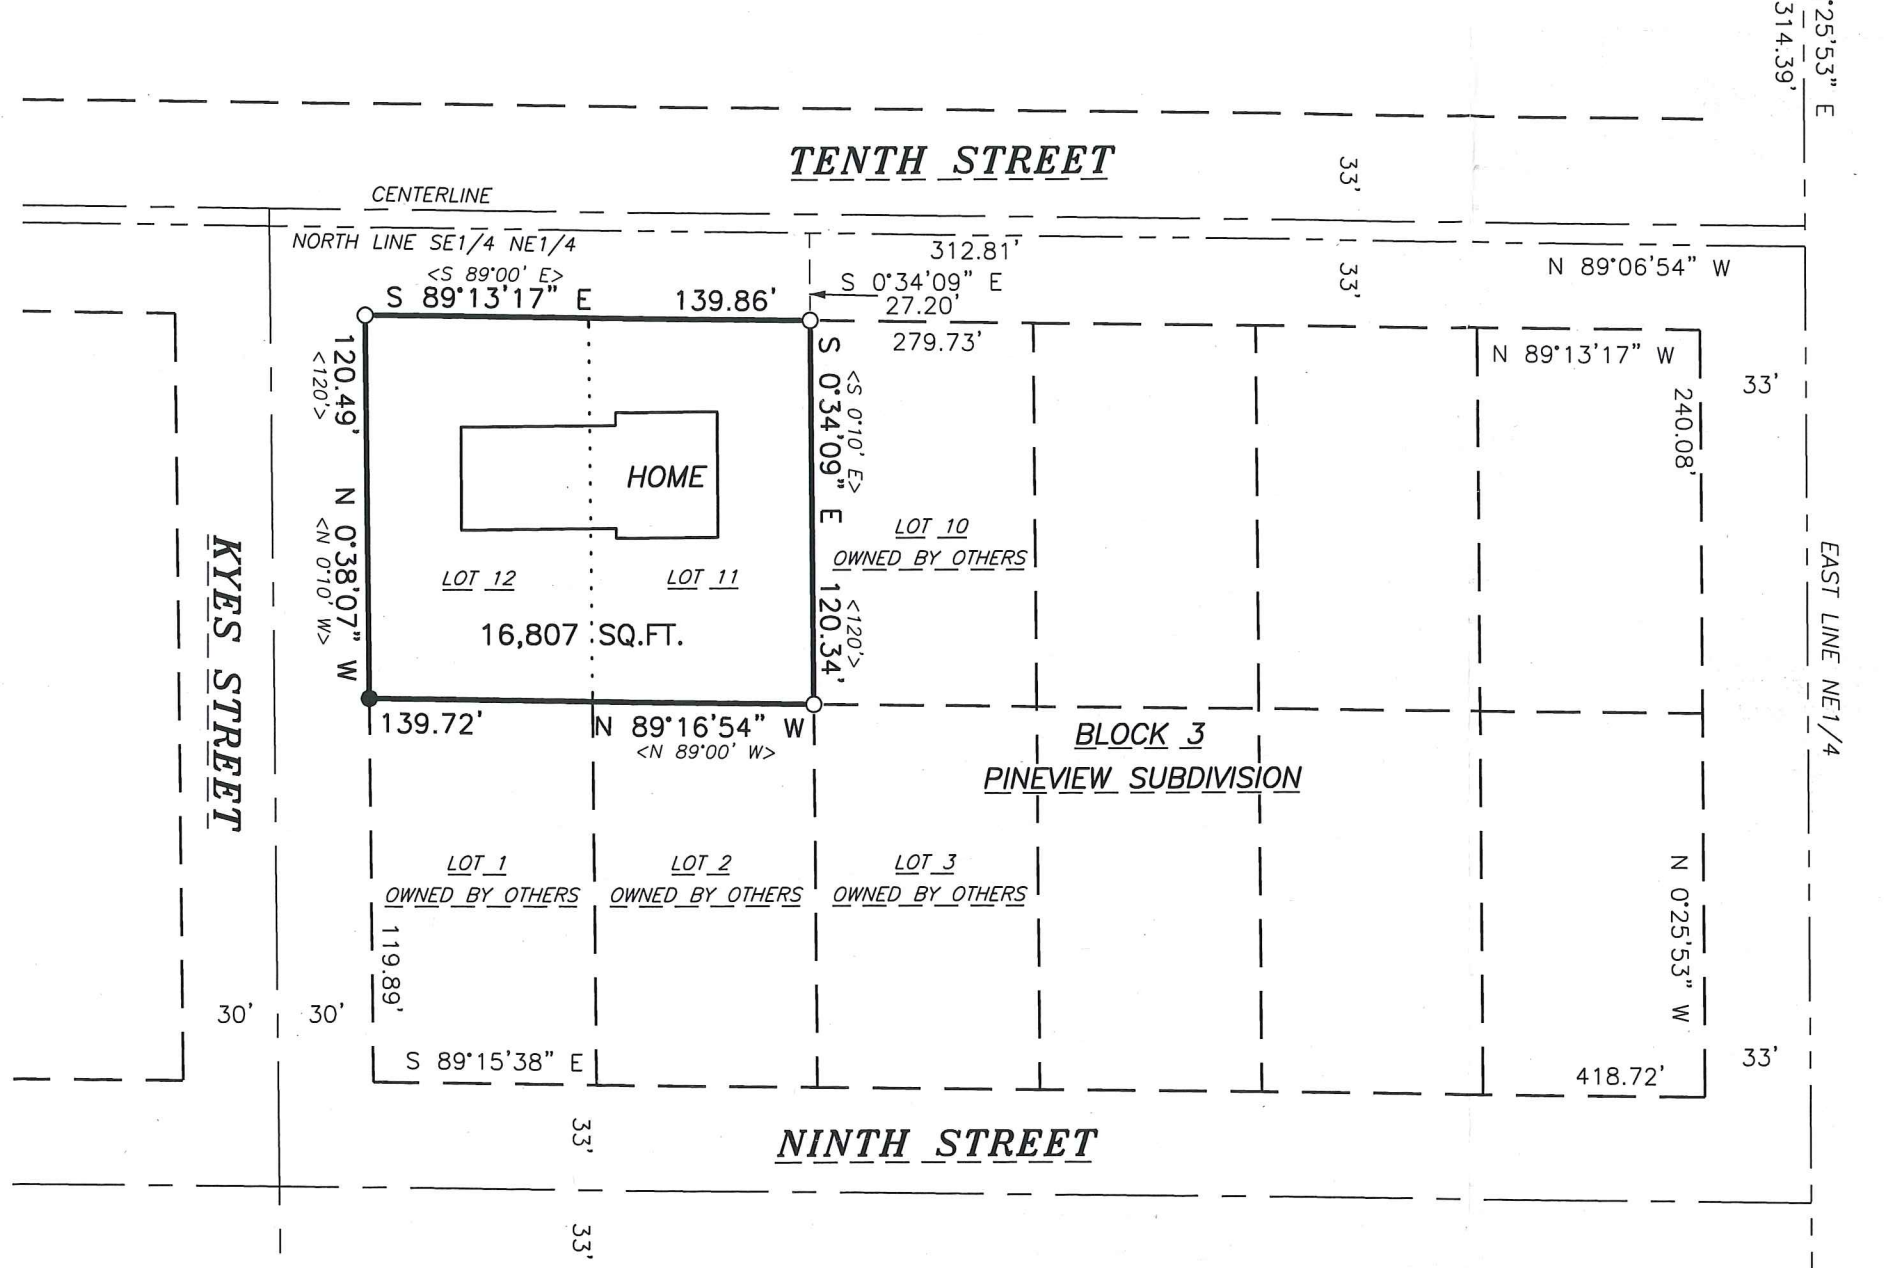 °25'53" E
314.39'
TENTH STREET
33'
CENTERLINE
NORTH LINE SE1/4 NE1/4
312.81'
<S 89°00' E>
S 0°34'09" E
27.20'
33'
N 89°06'54" W
S 89°13'17" E 139.86'
279.73'
N 89°13'17" W
33'
240.08'
120.49' N 0°38'07" W
<120'> <N 0°10' W>
S 0°34'09" E 120.34'
<S 0°10' E> <120'>
HOME
LOT 10
OWNED BY OTHERS
LOT 12
LOT 11
16,807 SQ.FT.
KYES STREET
EAST LINE NE1/4
139.72' N 89°16'54" W
<N 89°00' W>
BLOCK 3
PINEVIEW SUBDIVISION
LOT 1
OWNED BY OTHERS
LOT 2
OWNED BY OTHERS
LOT 3
OWNED BY OTHERS
N 0°25'53" W
119.89'
30'
30'
S 89°15'38" E
418.72'
33'
33'
NINTH STREET
33'